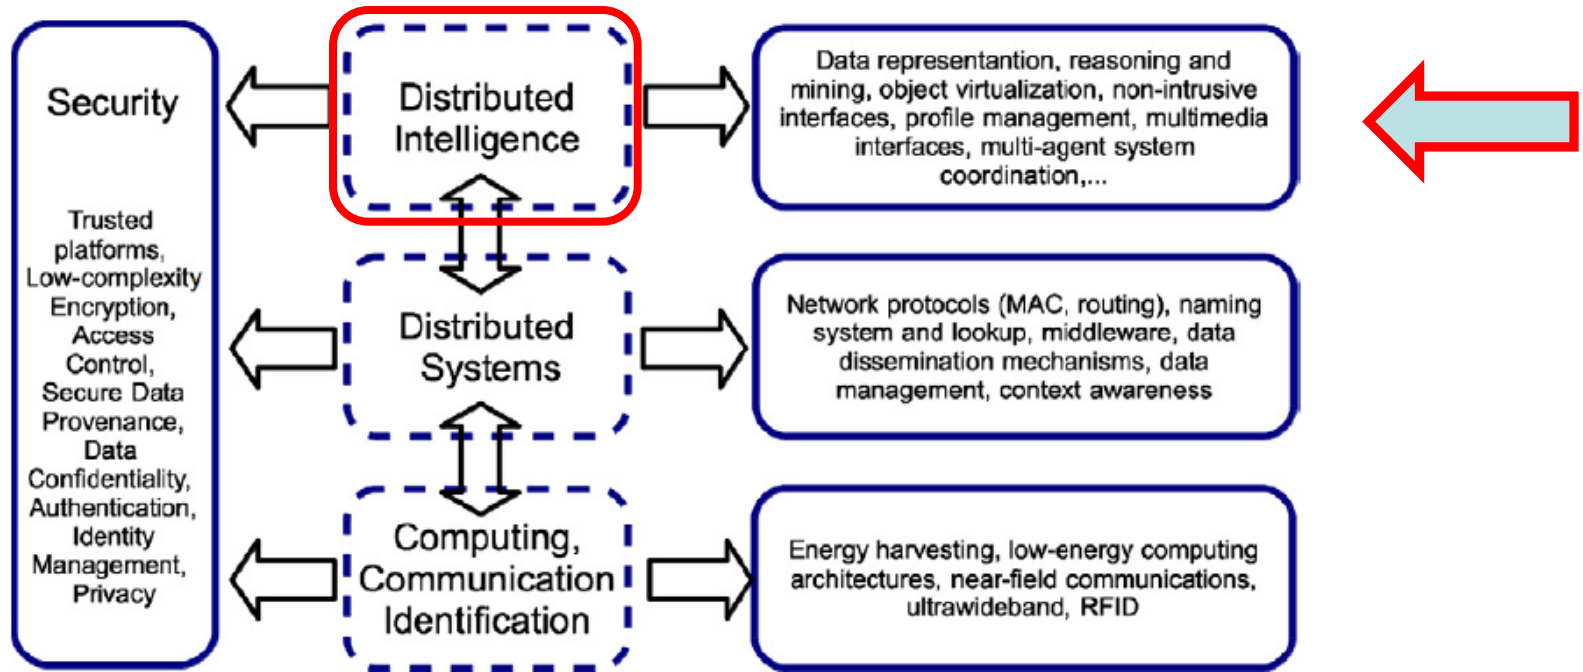 Security
Trusted
platforms,
Low-complexity
Encryption,
Access
Control,
Secure Data
Provenance,
Data
Confidentiality,
Authentication,
Identity
Management,
Privacy
Distributed
Intelligence
Data representantion, reasoning and
mining, object virtualization, non-intrusive
interfaces, profile management, multimedia
interfaces, multi-agent system
coordination,...
Distributed
Systems
Network protocols (MAC, routing), naming
system and lookup, middleware, data
dissemination mechanisms, data
management, context awareness
Computing,
Communication
Identification
Energy harvesting, low-energy computing
architectures, near-field communications,
ultrawideband, RFID